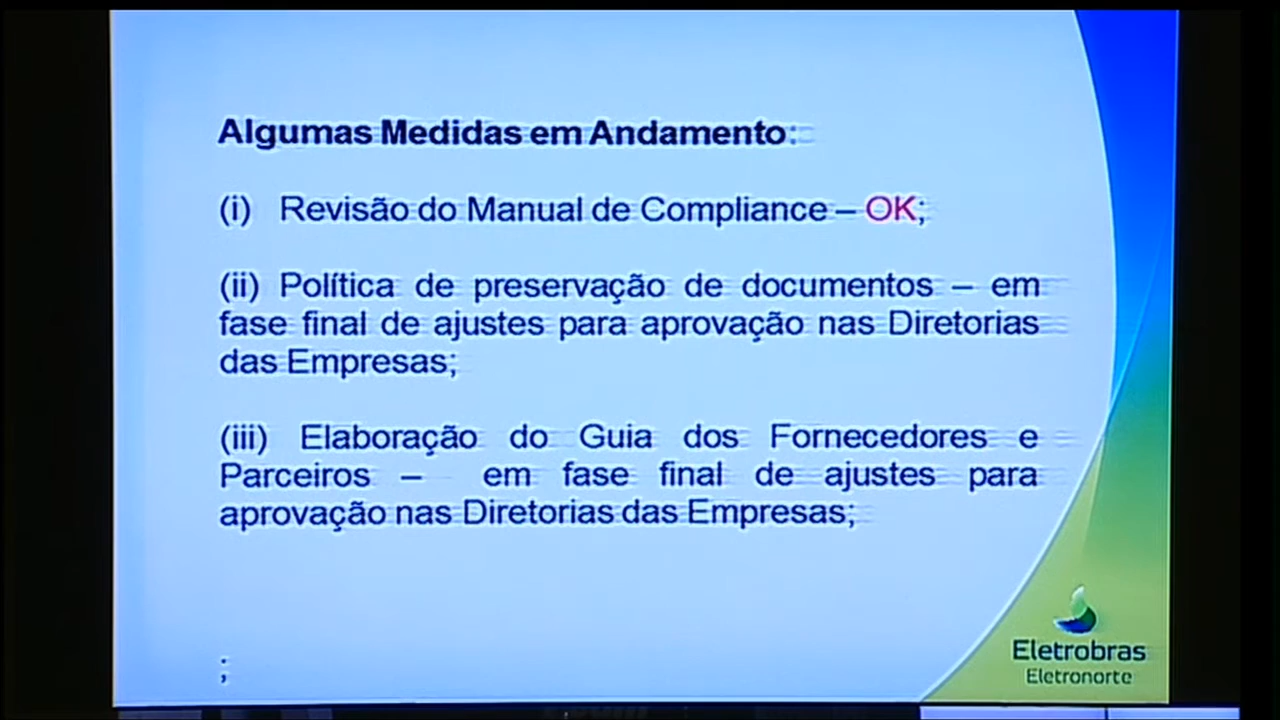 Algumas Medidas em Andamento:
(i) Revisão do Manual de Compliance – OK;
(ii) Política de preservação de documentos – em
fase final de ajustes para aprovação nas Diretorias
das Empresas;
(iii) Elaboração do Guia dos Fornecedores e
Parceiros – em fase final de ajustes para
aprovação nas Diretorias das Empresas;
;
Eletrobras
Eletronorte